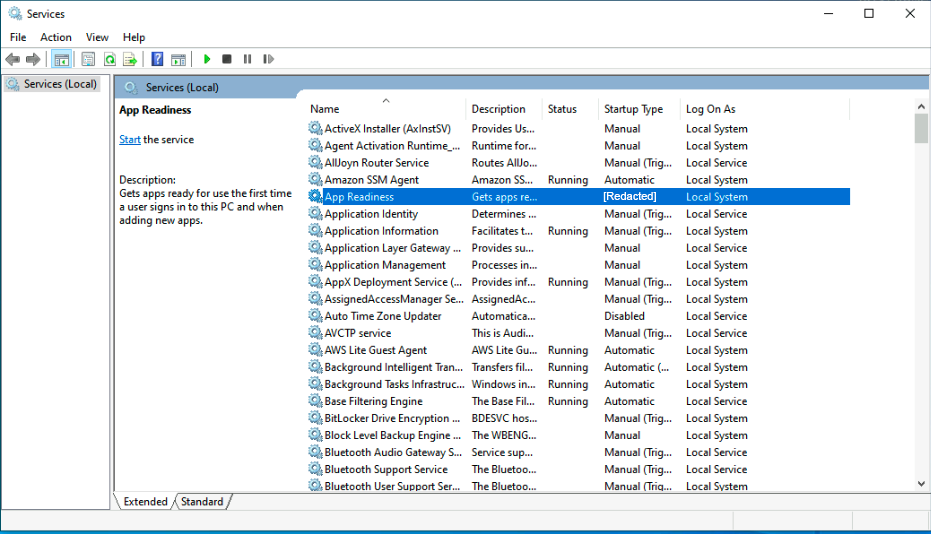 Services
File Action View Help
Services (Local)
Services (Local)
App Readiness
Start the service
Description:
Gets apps ready for use the first time
a user signs in to this PC and when
adding new apps.
Name Description Status Startup Type Log On As
ActiveX Installer (AxInstSV) Provides Us... Manual Local System
Agent Activation Runtime_... Runtime for... Manual Local System
AllJoyn Router Service Routes AllJo... Manual (Trig... Local Service
Amazon SSM Agent Amazon SS... Running Automatic Local System
App Readiness Gets apps re... [Redacted] Local System
Application Identity Determines ... Manual (Trig... Local Service
Application Information Facilitates t... Running Manual (Trig... Local System
Application Layer Gateway ... Provides su... Manual Local Service
Application Management Processes in... Manual Local System
AppX Deployment Service (... Provides inf... Running Manual (Trig... Local System
AssignedAccessManager Se... AssignedAc... Manual (Trig... Local System
Auto Time Zone Updater Automatica... Disabled Local Service
AVCTP service This is Audi... Manual (Trig... Local Service
AWS Lite Guest Agent AWS Lite Gu... Running Automatic Local System
Background Intelligent Tran... Transfers fil... Running Automatic (... Local System
Background Tasks Infrastruc... Windows in... Running Automatic Local System
Base Filtering Engine The Base Fil... Running Automatic Local Service
BitLocker Drive Encryption ... BDESVC hos... Manual (Trig... Local System
Block Level Backup Engine ... The WBENG... Manual Local System
Bluetooth Audio Gateway S... Service sup... Manual (Trig... Local Service
Bluetooth Support Service The Bluetoo... Manual (Trig... Local Service
Bluetooth User Support Ser... The Bluetoo... Manual (Trig... Local System
Extended Standard